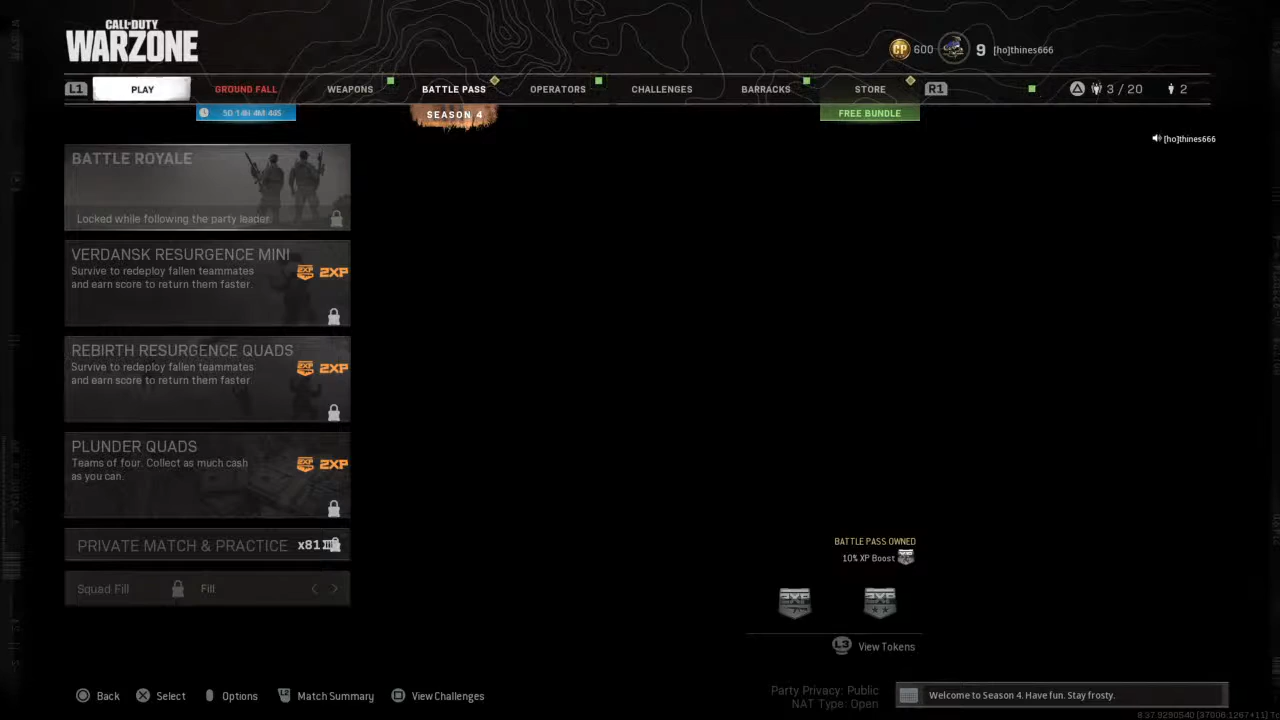 CALL OF DUTY
WARZONE
CP 600
9 [ho]thines666
L1 PLAY GROUND FALL WEAPONS BATTLE PASS OPERATORS CHALLENGES BARRACKS STORE R1 3 / 20 2
SEASON 4
FREE BUNDLE
[ho]thines666
BATTLE ROYALE
Locked while following the party leader.
VERDANSK RESURGENCE MINI
Survive to redeploy fallen teammates
2XP 2XP
and earn score to return them faster.
REBIRTH RESURGENCE QUADS
Survive to redeploy fallen teammates
2XP 2XP
and earn score to return them faster
PLUNDER QUADS
Teams of four. Collect as much cash
2XP 2XP
as you can.
PRIVATE MATCH & PRACTICE
Squad Fill Fill
BATTLE PASS OWNED
10% XP Boost
2XP 2XP
L3 View Tokens
Back Select Options L2 Match Summary View Challenges
Party Privacy: Public
NAT Type: Open
Welcome to Season 4. Have fun. Stay frosty.